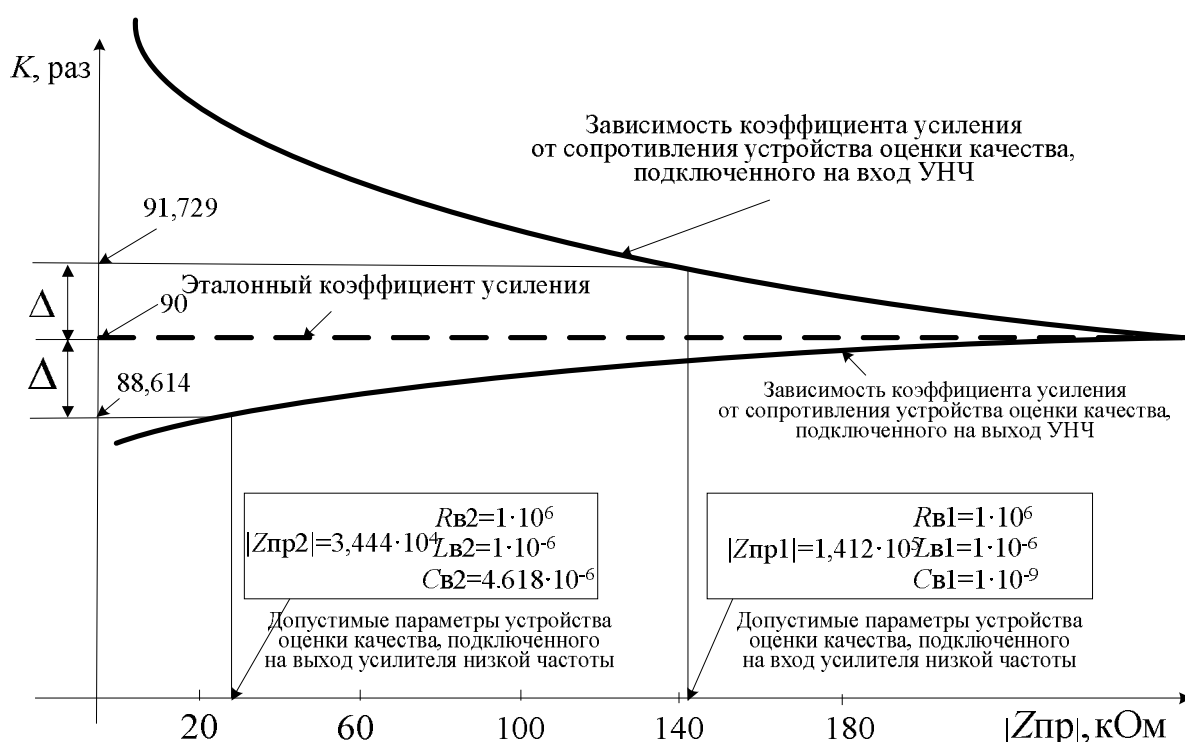 K, раз
Зависимость коэффициента усиления
от сопротивления устройства оценки качества,
подключенного на вход УНЧ
91,729
Эталонный коэффициент усиления
90
Δ
Δ
88,614
Зависимость коэффициента усиления
от сопротивления устройства оценки качества,
подключенного на выход УНЧ
Rв2=1·10⁶
|Zпр2|=3,444·10⁴
Lв2=1·10⁻⁶
Cв2=4.618·10⁻⁶
Rв1=1·10⁶
|Zпр1|=1,412·10⁵
Lв1=1·10⁻⁶
Cв1=1·10⁻⁹
Допустимые параметры устройства
оценки качества, подключенного
на выход усилителя низкой частоты
Допустимые параметры устройства
оценки качества, подключенного
на вход усилителя низкой частоты
20 60 100 140 180 |Zпр|, кОм